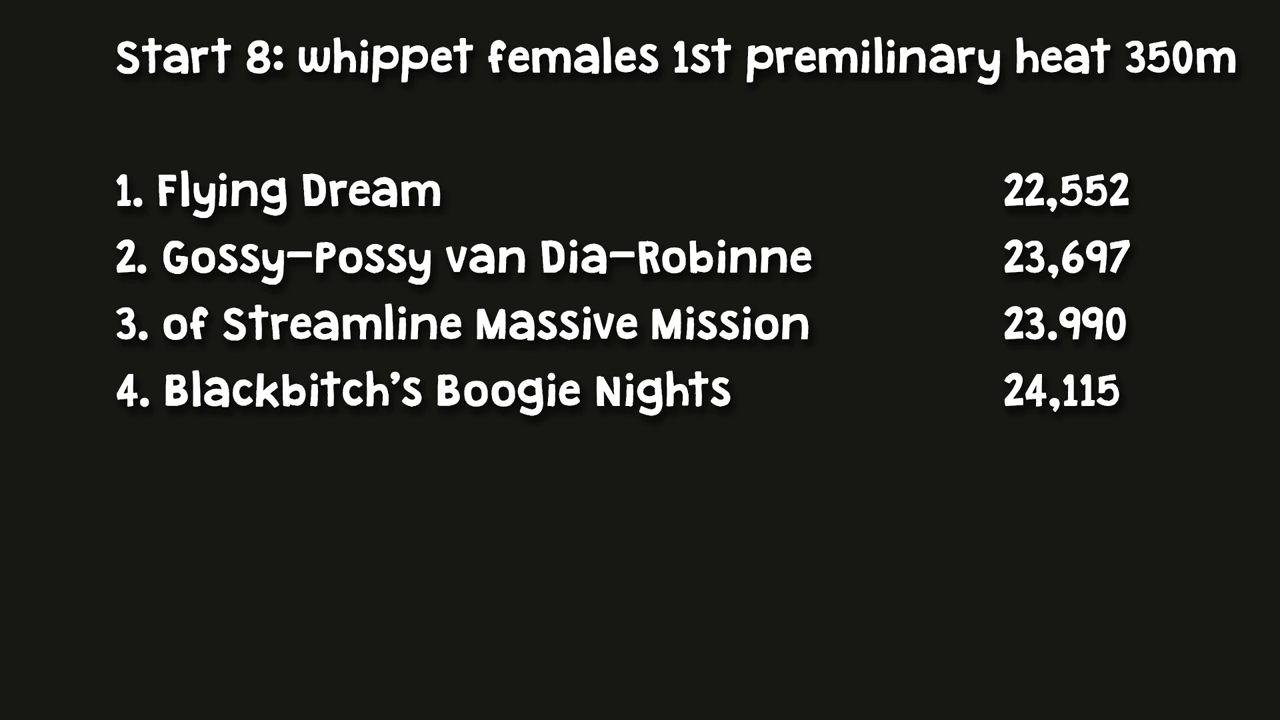 Start 8: whippet females 1st premilinary heat 350m
1. Flying Dream 22,552
2. Gossy-Possy van Dia-Robinne 23,697
3. of Streamline Massive Mission 23.990
4. Blackbitch's Boogie Nights 24,115